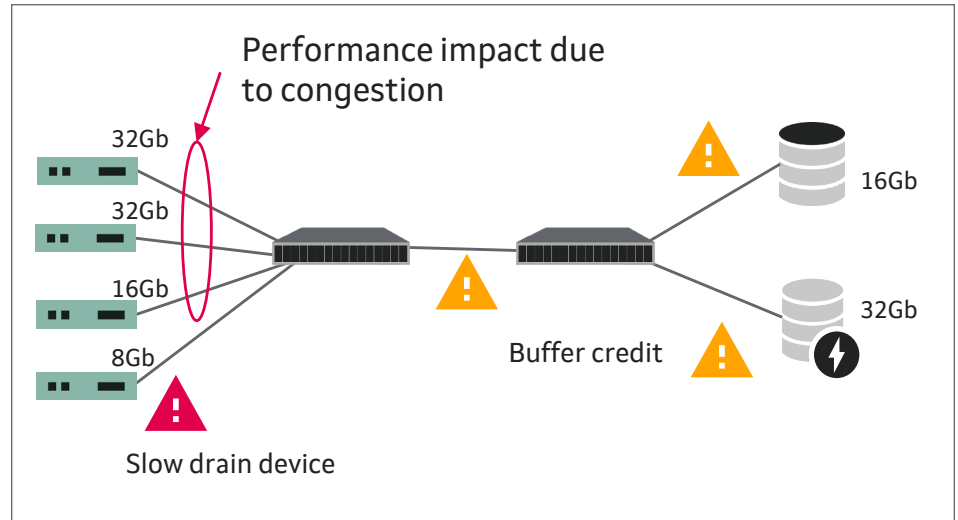 Performance impact due
to congestion
32Gb
32Gb
16Gb
8Gb
16Gb
32Gb
Buffer credit
Slow drain device